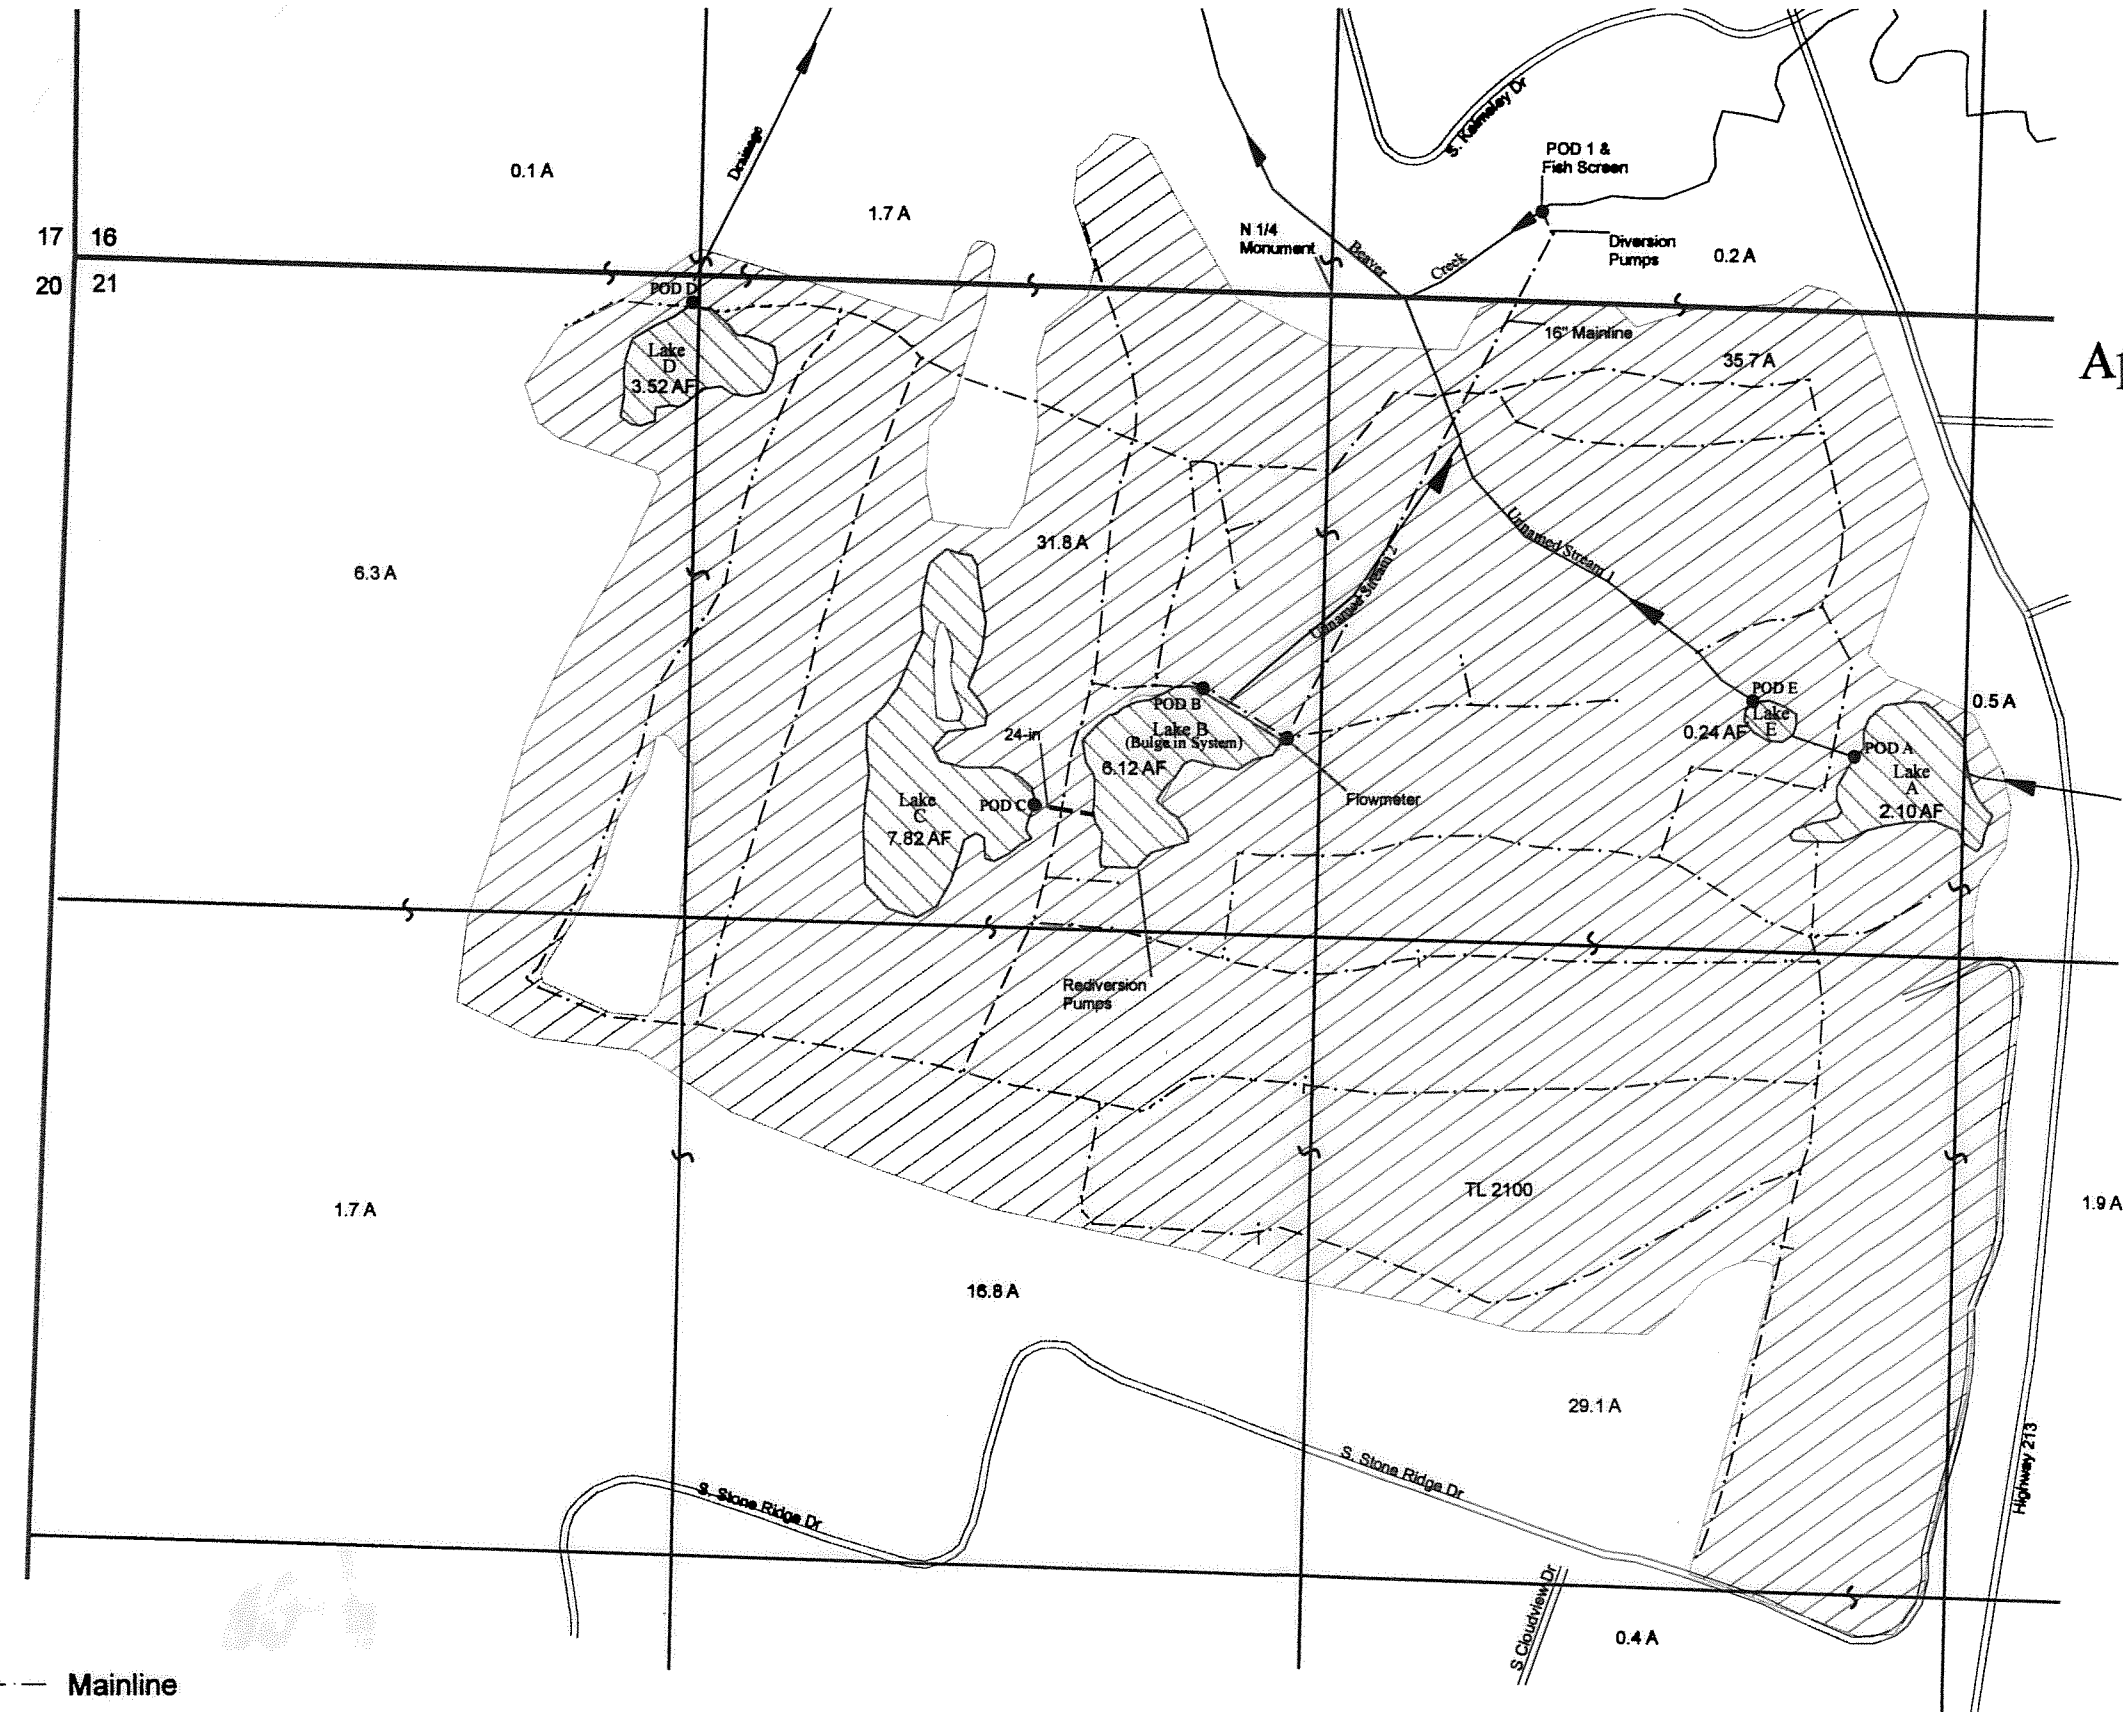 S. Kelmsley Dr
POD 1 &
Fish Screen
0.1 A
Drainage
1.7 A
17
16
20
21
N 1/4
Monument
Beaver
Creek
Diversion
Pumps
0.2 A
POD D
Lake
D
3.52 AF
16" Mainline
35.7 A
31.8 A
6.3 A
Unnamed Stream 1
Unnamed Stream 2
POD B
Lake B
(Bulge in System)
6.12 AF
24-in
POD E
Lake
E
0.24 AF
0.5 A
POD A
Lake
A
2.10 AF
Lake
C
7.82 AF
POD C
Flowmeter
Rediversion
Pumps
TL 2100
1.7 A
1.9 A
16.8 A
29.1 A
S. Stone Ridge Dr
S. Stone Ridge Dr
Highway 213
S Cloudview Dr
0.4 A
Mainline